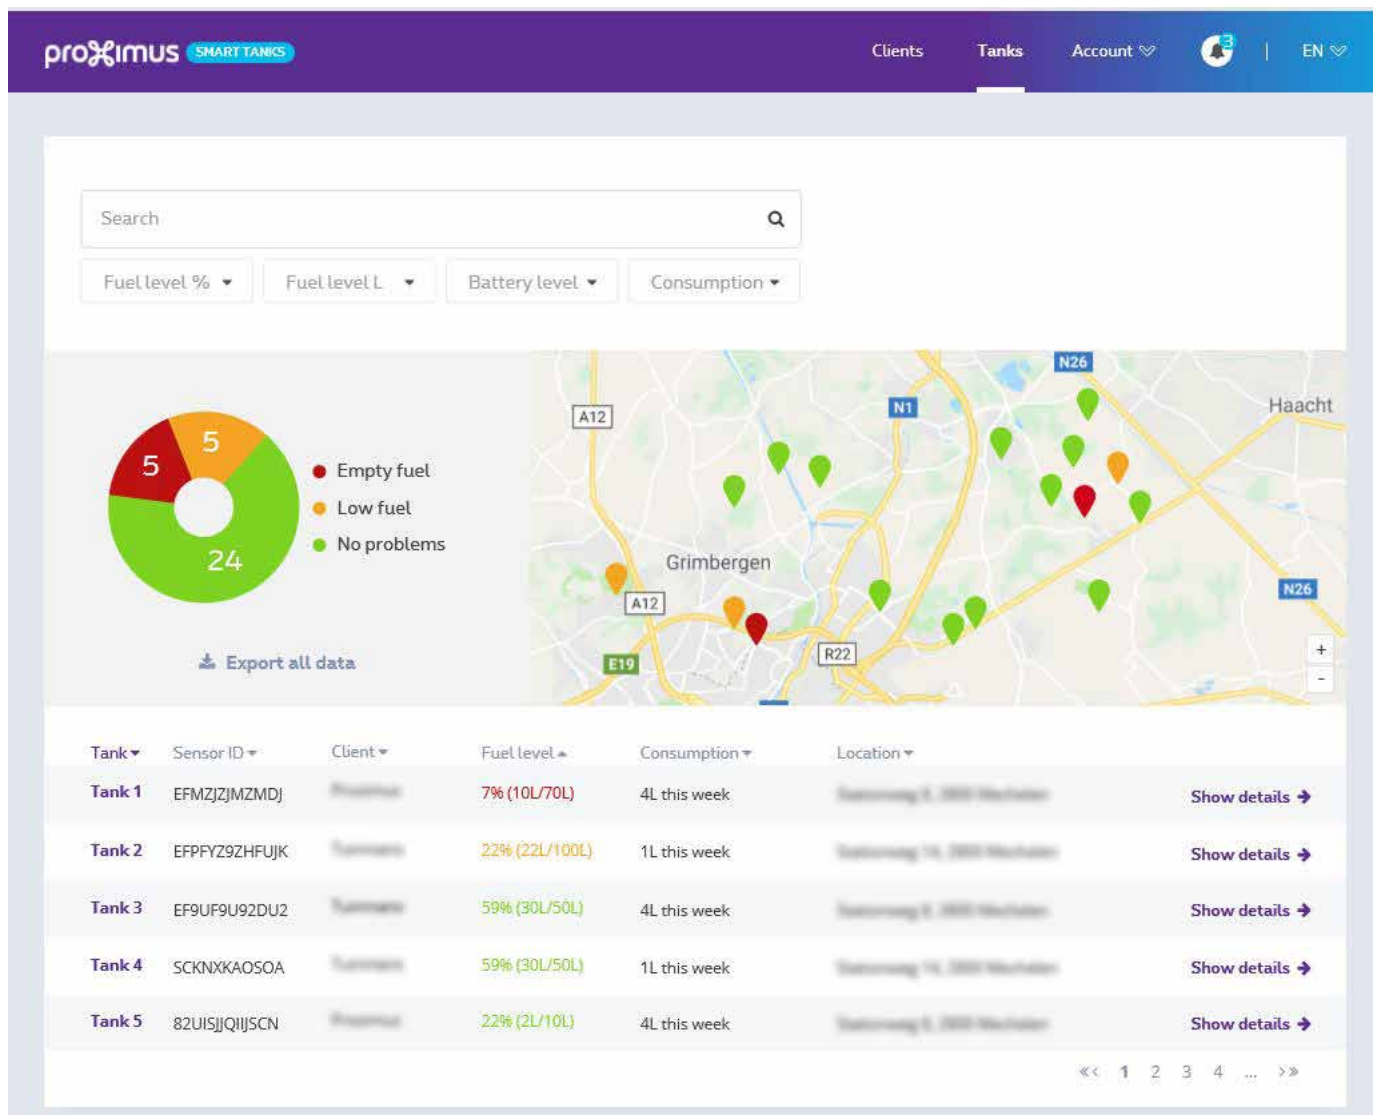 proximus SMART TANKS Clients Tanks Account 3 | EN
Search
Fuel level % Fuel level L Battery level Consumption
N26
Haacht
N1
A12
5
5
Empty fuel
Low fuel
No problems
24
Grimbergen
A12
N26
R22
E19
+
-
Export all data
Tank Sensor ID Client Fuel level Consumption Location
Tank 1 EFMZJZJMZMDJ 7% (10L/70L) 4L this week Show details
Tank 2 EFPFYZ9ZHFUJK 22% (22L/100L) 1L this week Show details
Tank 3 EF9UF9U92DU2 59% (30L/50L) 4L this week Show details
Tank 4 SCKNXKAOSOA 59% (30L/50L) 1L this week Show details
Tank 5 82UISJJQIIJSCN 22% (2L/10L) 4L this week Show details
«‹ 1 2 3 4 ... ›»